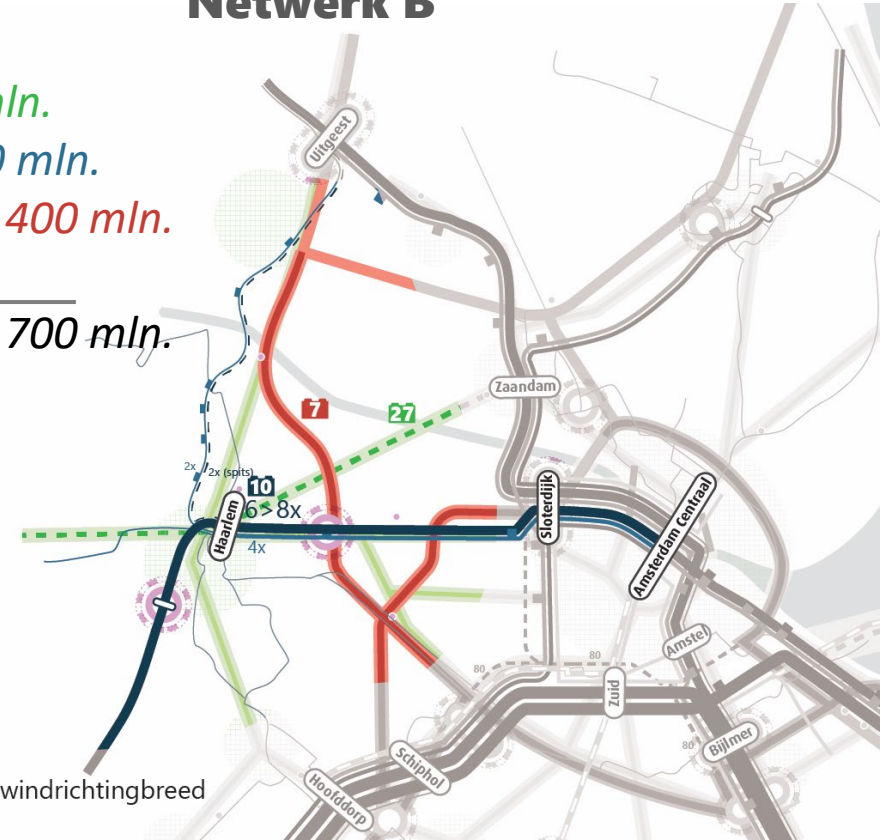 Netwerk B
mln.
0 mln.
400 mln.
700 mln.
Uitgeest
Zaandam
7
27
2x
2x (spits)
10
6>8x
Haarlem
4x
Sloterdijk
Amsterdam Centraal
Amstel
80
80
Zuid
80
Bijlmer
Schiphol
Hoofddorp
windrichtingbreed